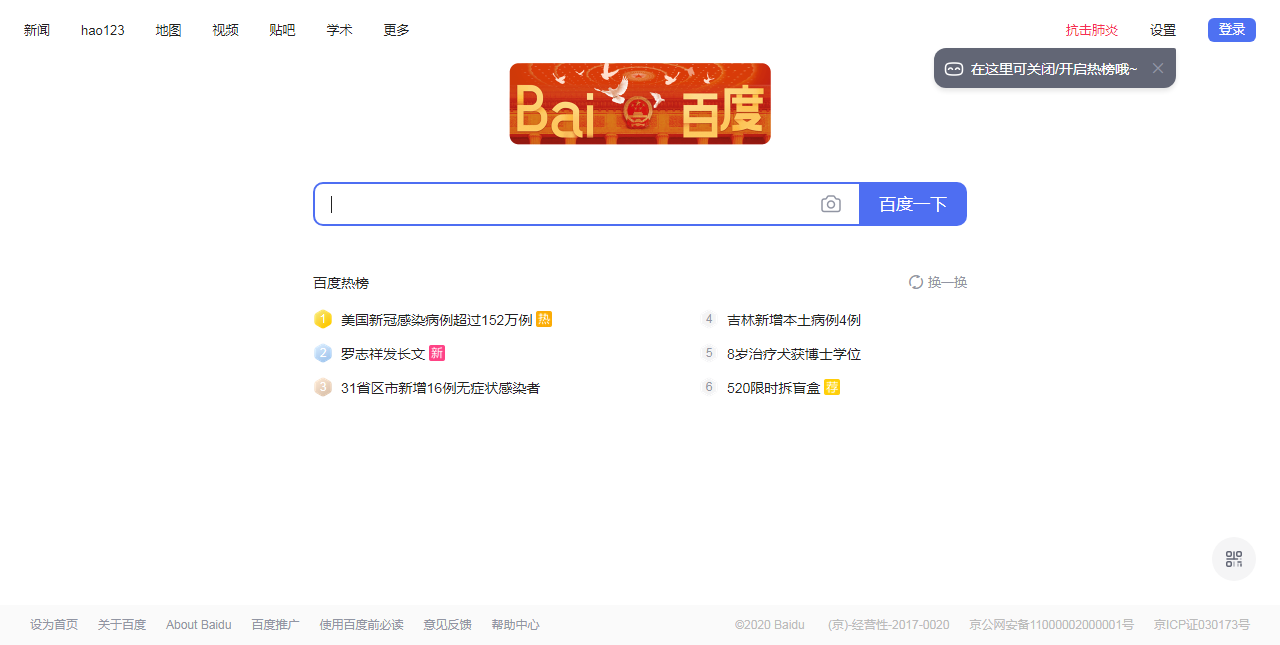 新闻 hao123 地图 视频 贴吧 学术 更多 抗击肺炎 设置 登录
在这里可关闭/开启热榜哦~
Bai 百度
百度一下
百度热榜 换一换
1 美国新冠感染病例超过152万例 热
2 罗志祥发长文 新
3 31省区市新增16例无症状感染者
4 吉林新增本土病例4例
5 8岁治疗犬获博士学位
6 520限时拆盲盒 荐
设为首页 关于百度 About Baidu 百度推广 使用百度前必读 意见反馈 帮助中心 ©2020 Baidu (京)-经营性-2017-0020 京公网安备11000002000001号 京ICP证030173号